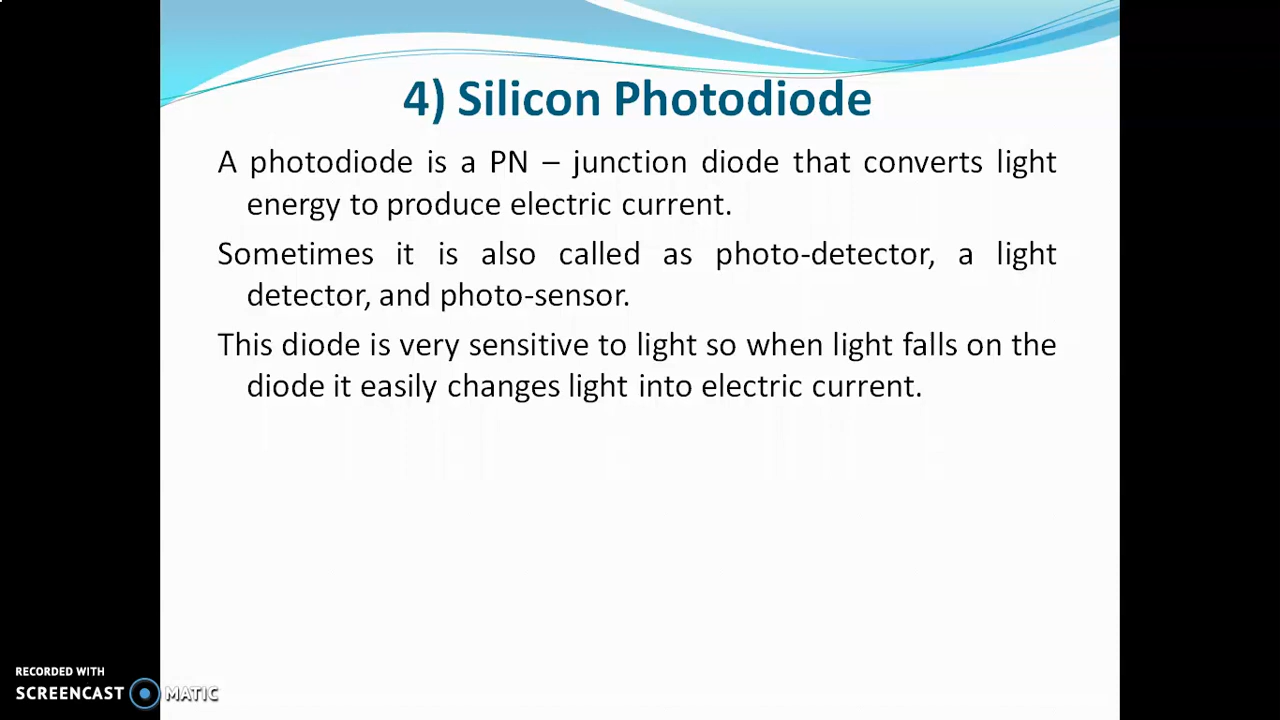 4) Silicon Photodiode
A photodiode is a PN – junction diode that converts light
energy to produce electric current.
Sometimes it is also called as photo-detector, a light
detector, and photo-sensor.
This diode is very sensitive to light so when light falls on the
diode it easily changes light into electric current.
RECORDED WITH
SCREENCAST MATIC